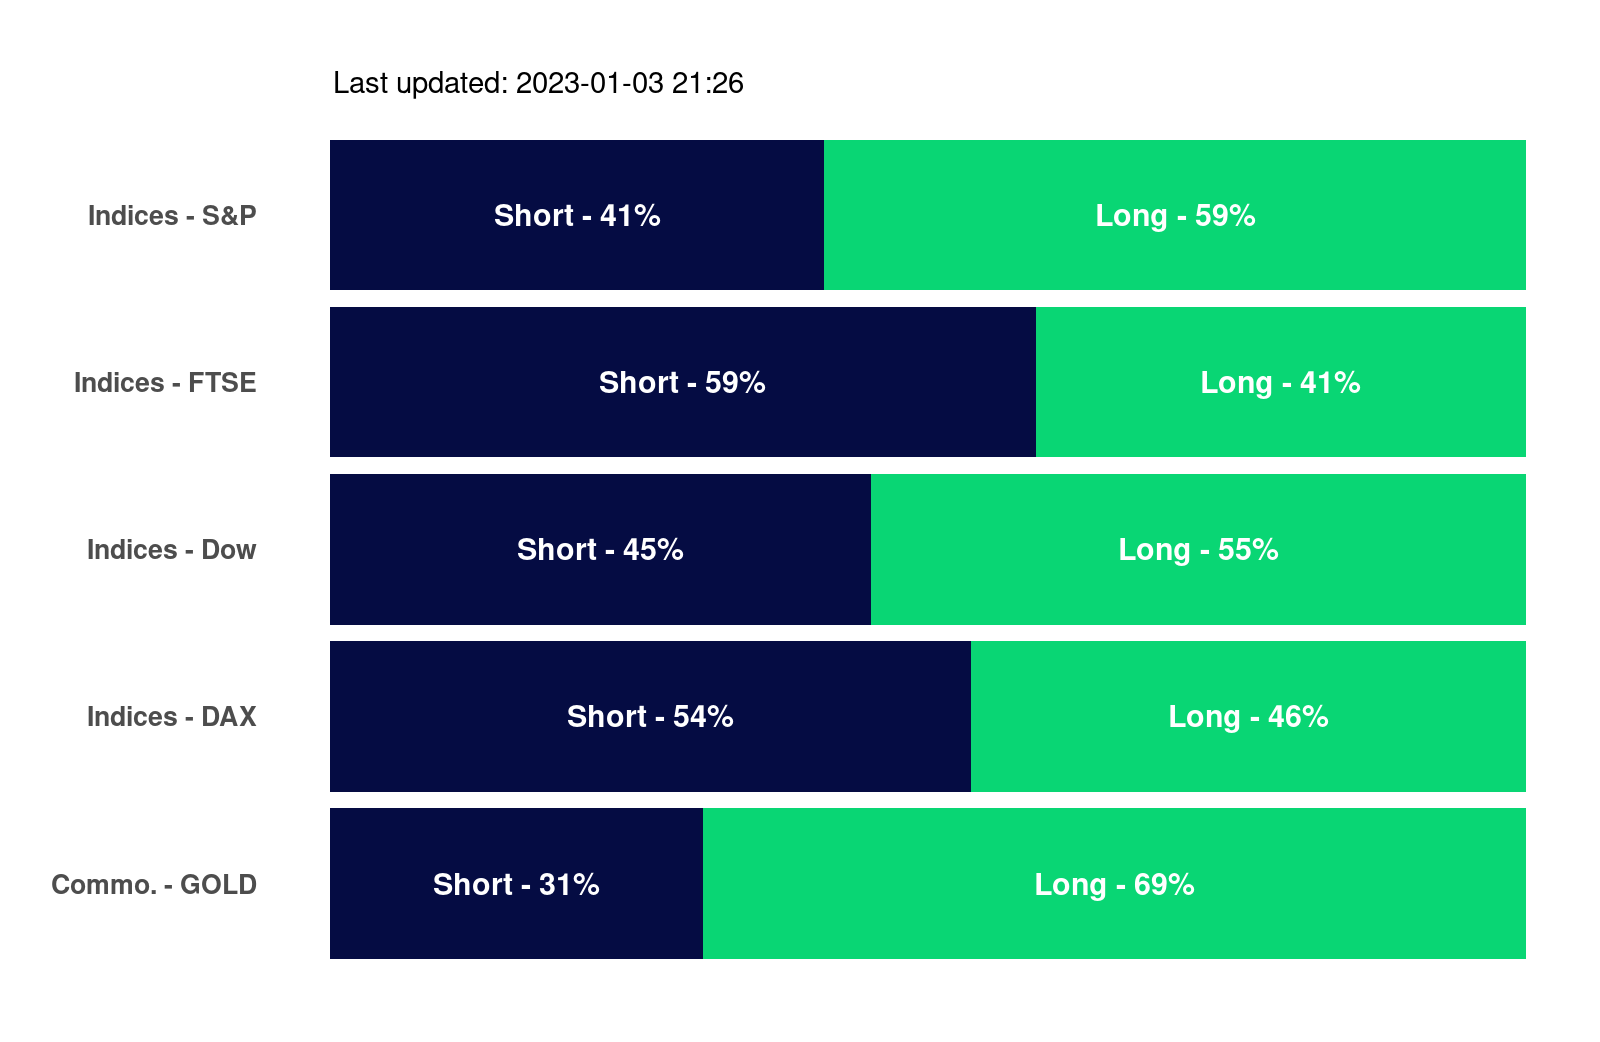 Last updated: 2023-01-03 21:26
Indices - S&P Short - 41% Long - 59%
Indices - FTSE Short - 59% Long - 41%
Indices - Dow Short - 45% Long - 55%
Indices - DAX Short - 54% Long - 46%
Commo. - GOLD Short - 31% Long - 69%